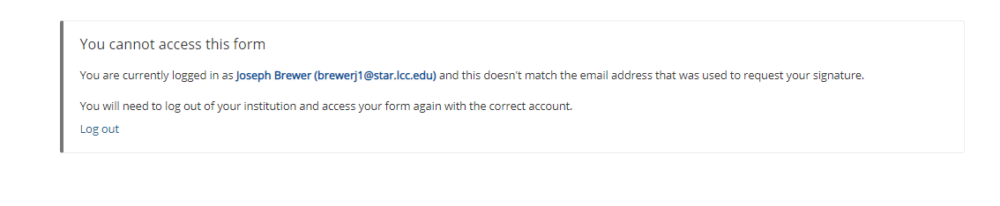 You cannot access this form
You are currently logged in as Joseph Brewer (brewerj1@star.lcc.edu) and this doesn't match the email address that was used to request your signature.
You will need to log out of your institution and access your form again with the correct account.
Log out